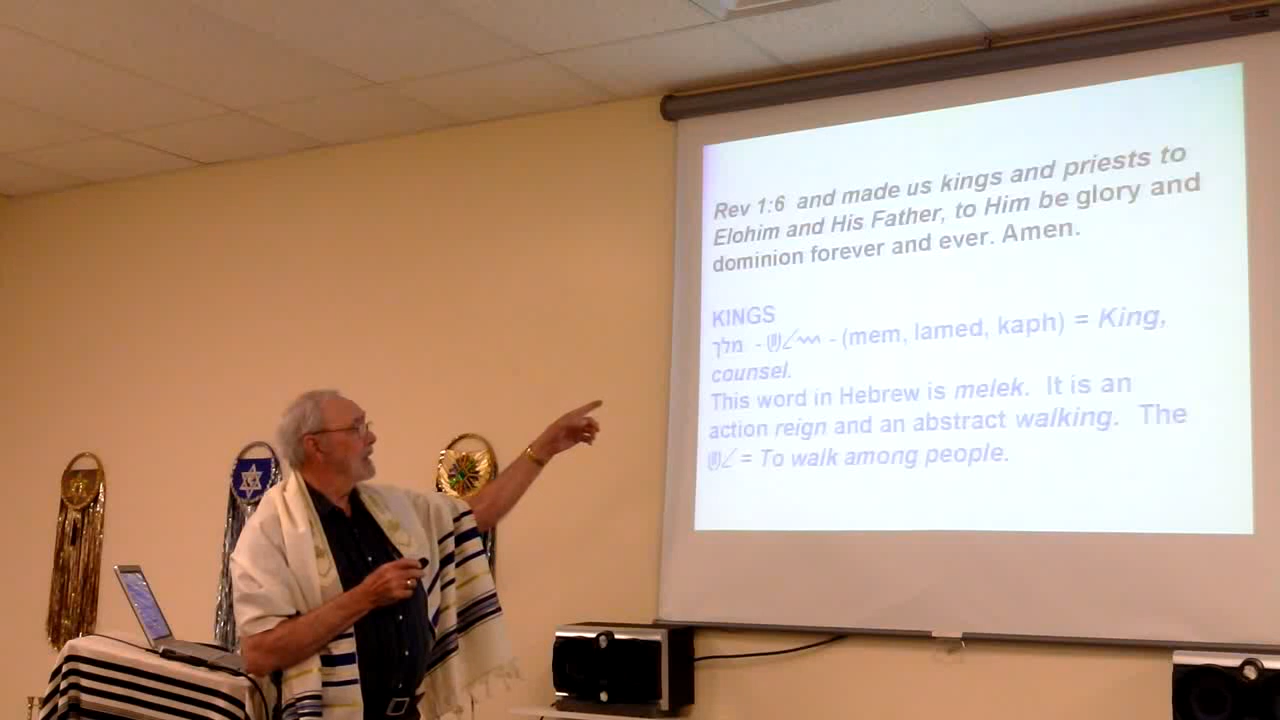 Rev 1:6 and made us kings and priests to
Elohim and His Father, to Him be glory and
dominion forever and ever. Amen.
KINGS
מלך - - (mem, lamed, kaph) = King,
counsel.
This word in Hebrew is melek. It is an
action reign and an abstract walking. The
= To walk among people.